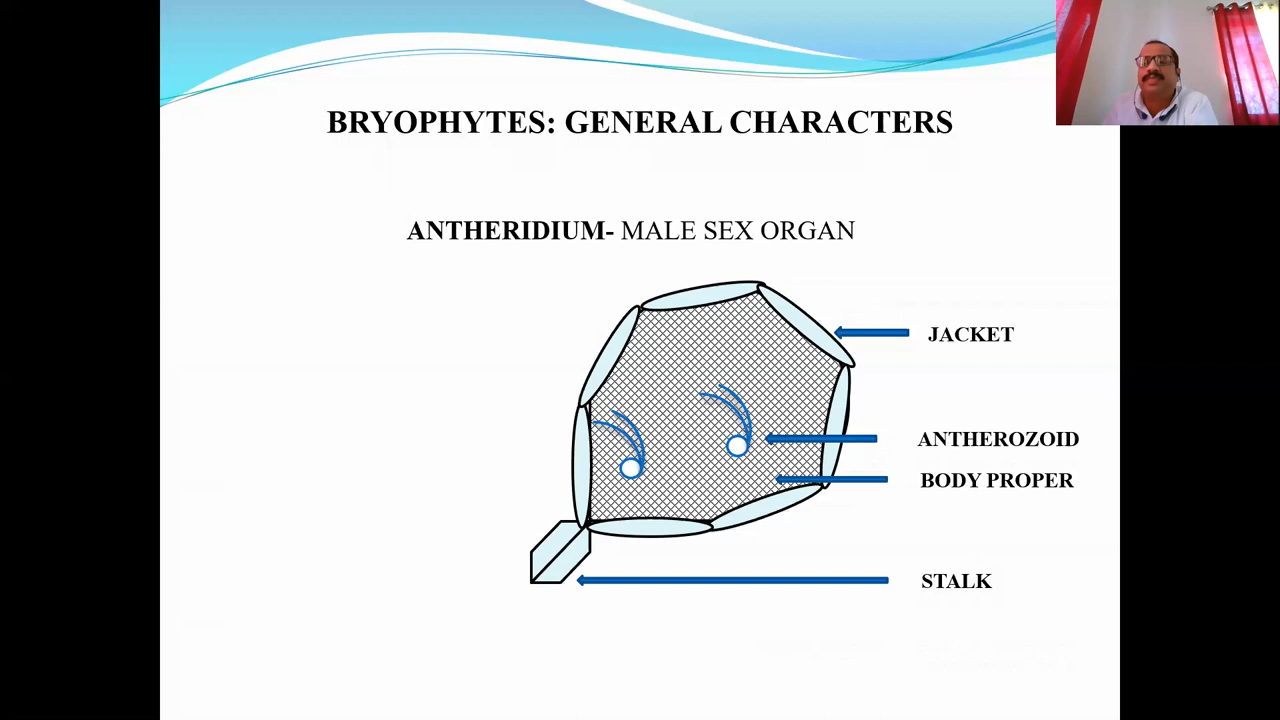 BRYOPHYTES: GENERAL CHARACTERS
ANTHERIDIUM- MALE SEX ORGAN
JACKET
ANTHEROZOID
BODY PROPER
STALK